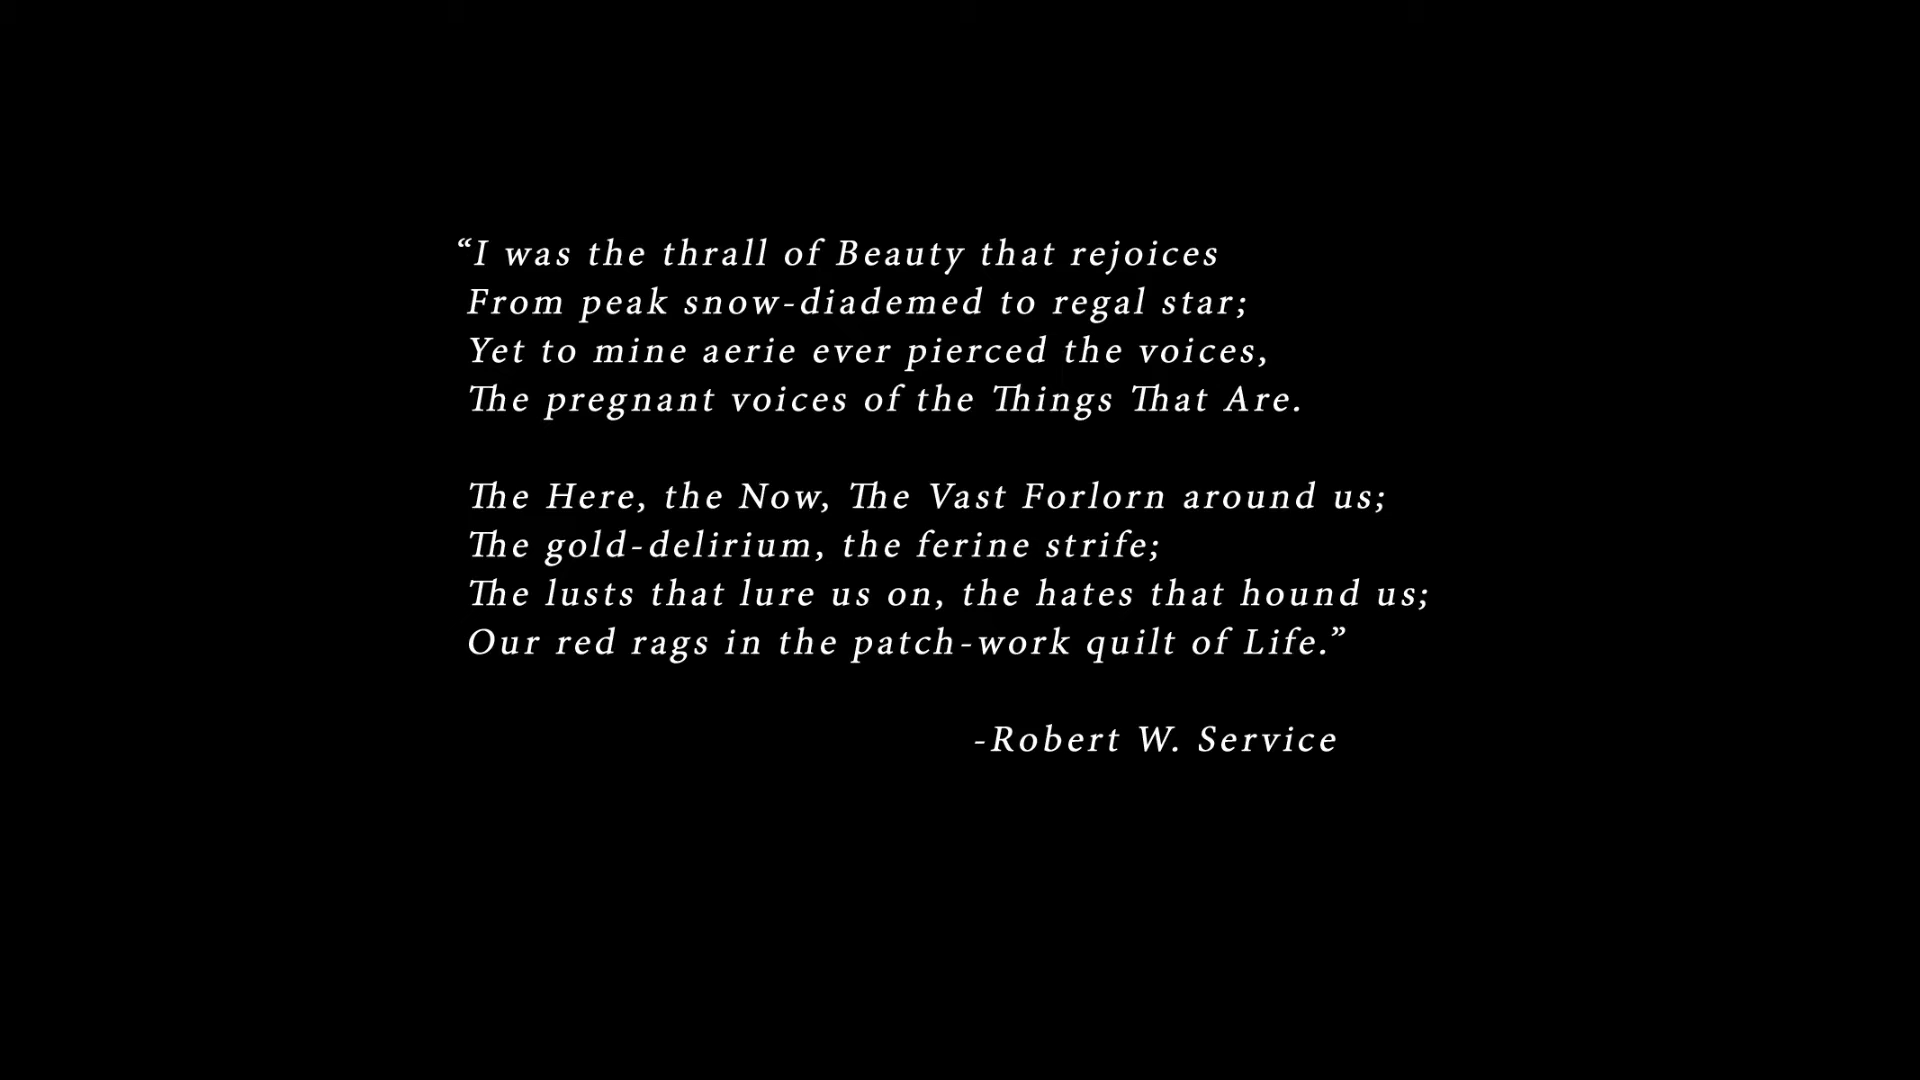 “I was the thrall of Beauty that rejoices
From peak snow-diademed to regal star;
Yet to mine aerie ever pierced the voices,
The pregnant voices of the Things That Are.
The Here, the Now, The Vast Forlorn around us;
The gold-delirium, the ferine strife;
The lusts that lure us on, the hates that hound us;
Our red rags in the patch-work quilt of Life.”
-Robert W. Service